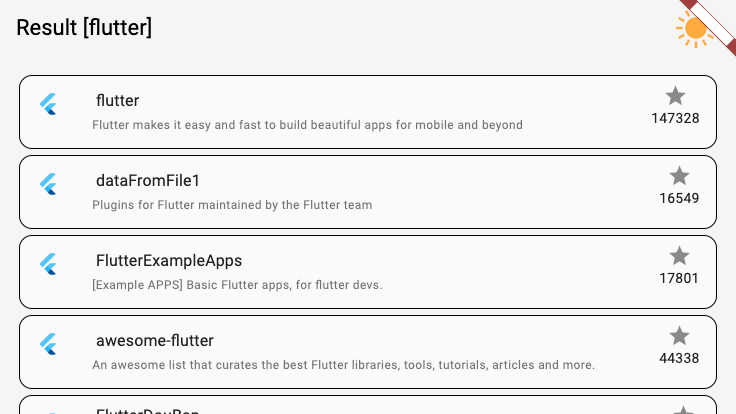 Result [flutter]
flutter
Flutter makes it easy and fast to build beautiful apps for mobile and beyond
147328
dataFromFile1
Plugins for Flutter maintained by the Flutter team
16549
FlutterExampleApps
[Example APPS] Basic Flutter apps, for flutter devs.
17801
awesome-flutter
An awesome list that curates the best Flutter libraries, tools, tutorials, articles and more.
44338